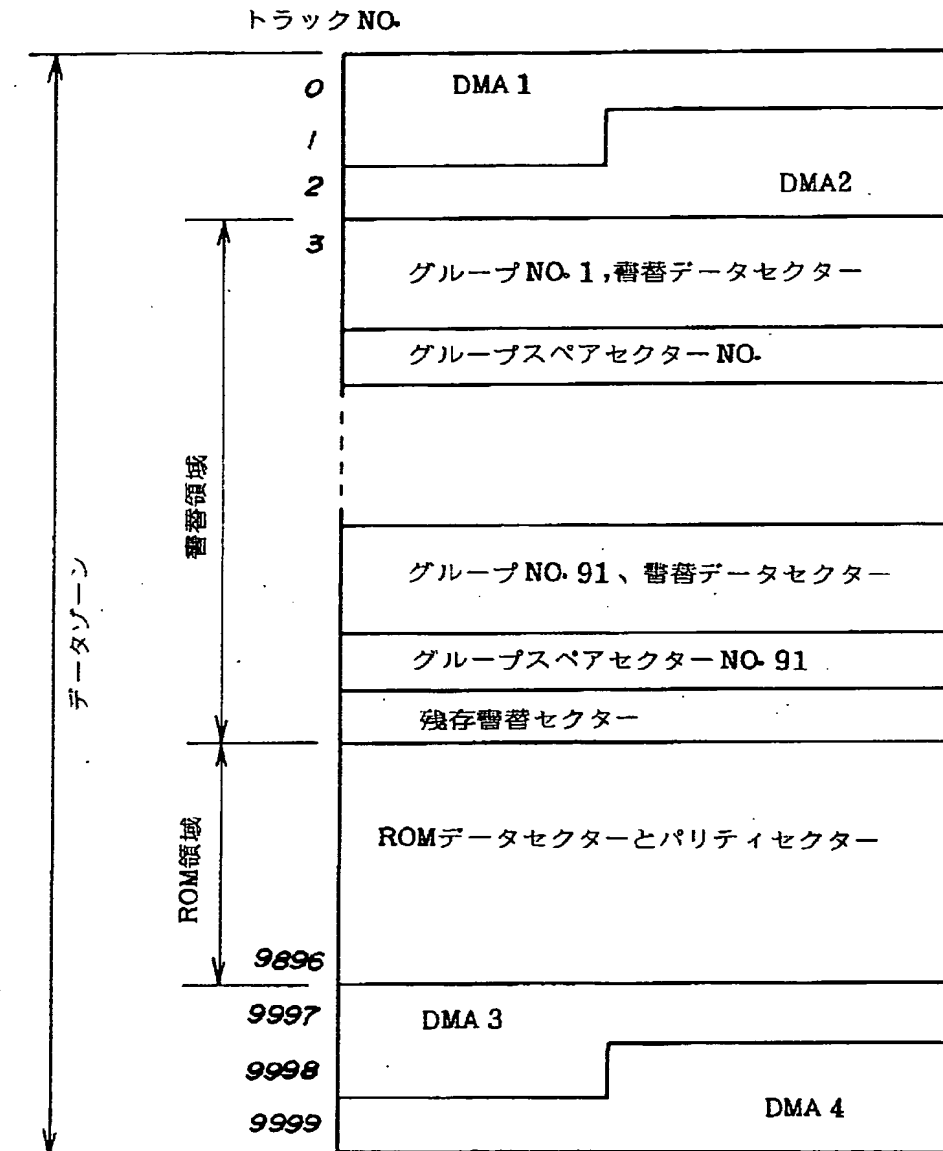 トラックNO.
0
DMA 1
1
2
DMA2
3
グループNO. 1,書替データセクター
グループスペアセクターNO.
書替領域
データゾーン
グループNO. 91、書替データセクター
グループスペアセクターNO. 91
残存書替セクター
ROM領域
ROMデータセクターとパリティセクター
9896
9997
DMA 3
9998
9999
DMA 4